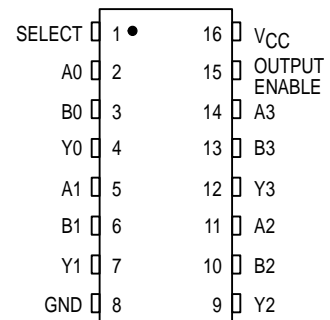 SELECT 1 16 VCC
A0 2 15 OUTPUT ENABLE
B0 3 14 A3
Y0 4 13 B3
A1 5 12 Y3
B1 6 11 A2
Y1 7 10 B2
GND 8 9 Y2